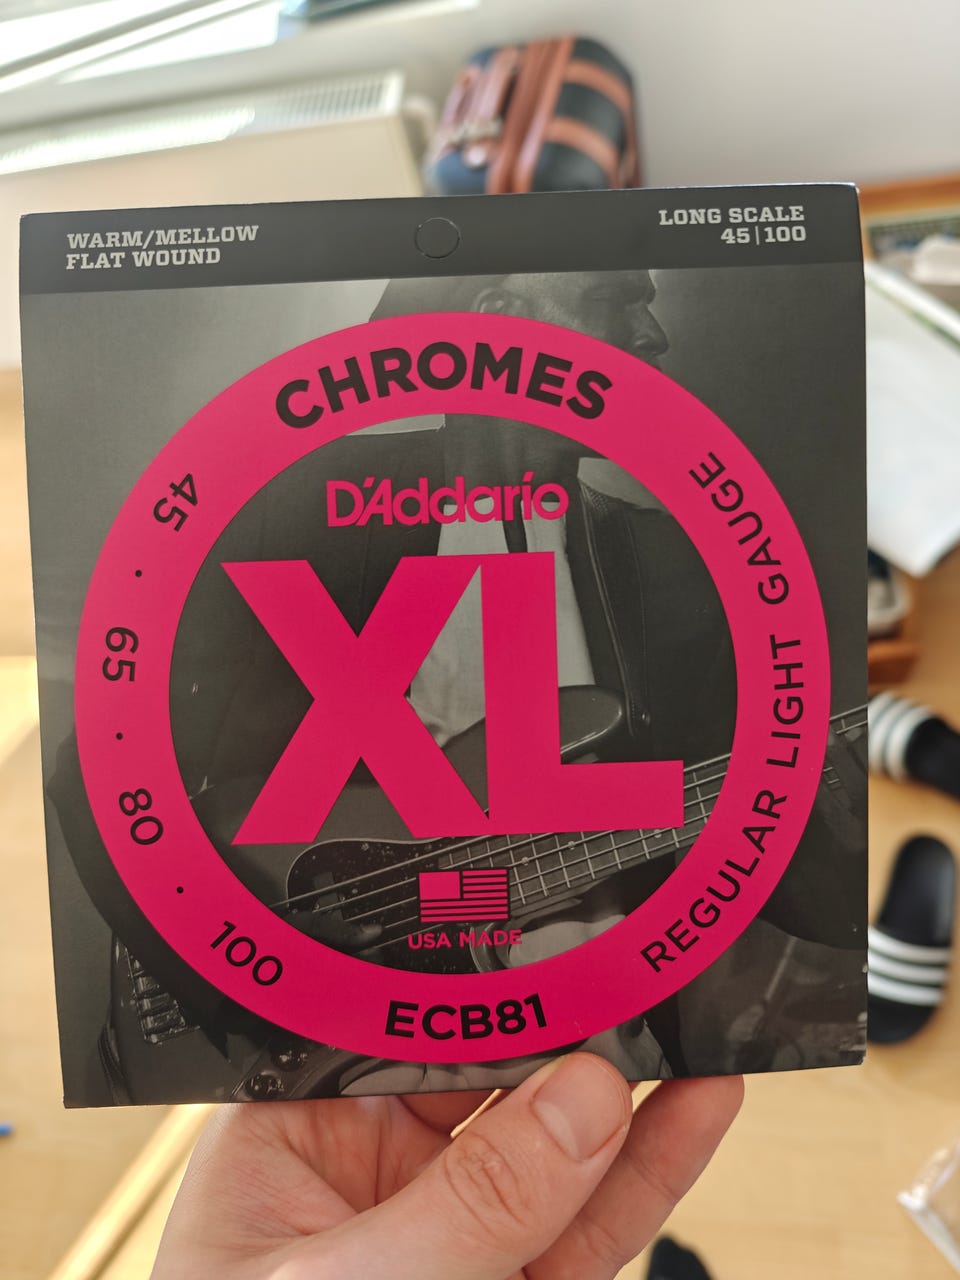 WARM/MELLOW
FLAT WOUND
LONG SCALE
45|100
CHROMES
45 · 65 · 80 · 100
REGULAR LIGHT GAUGE
D'Addario
XL
USA MADE
ECB81